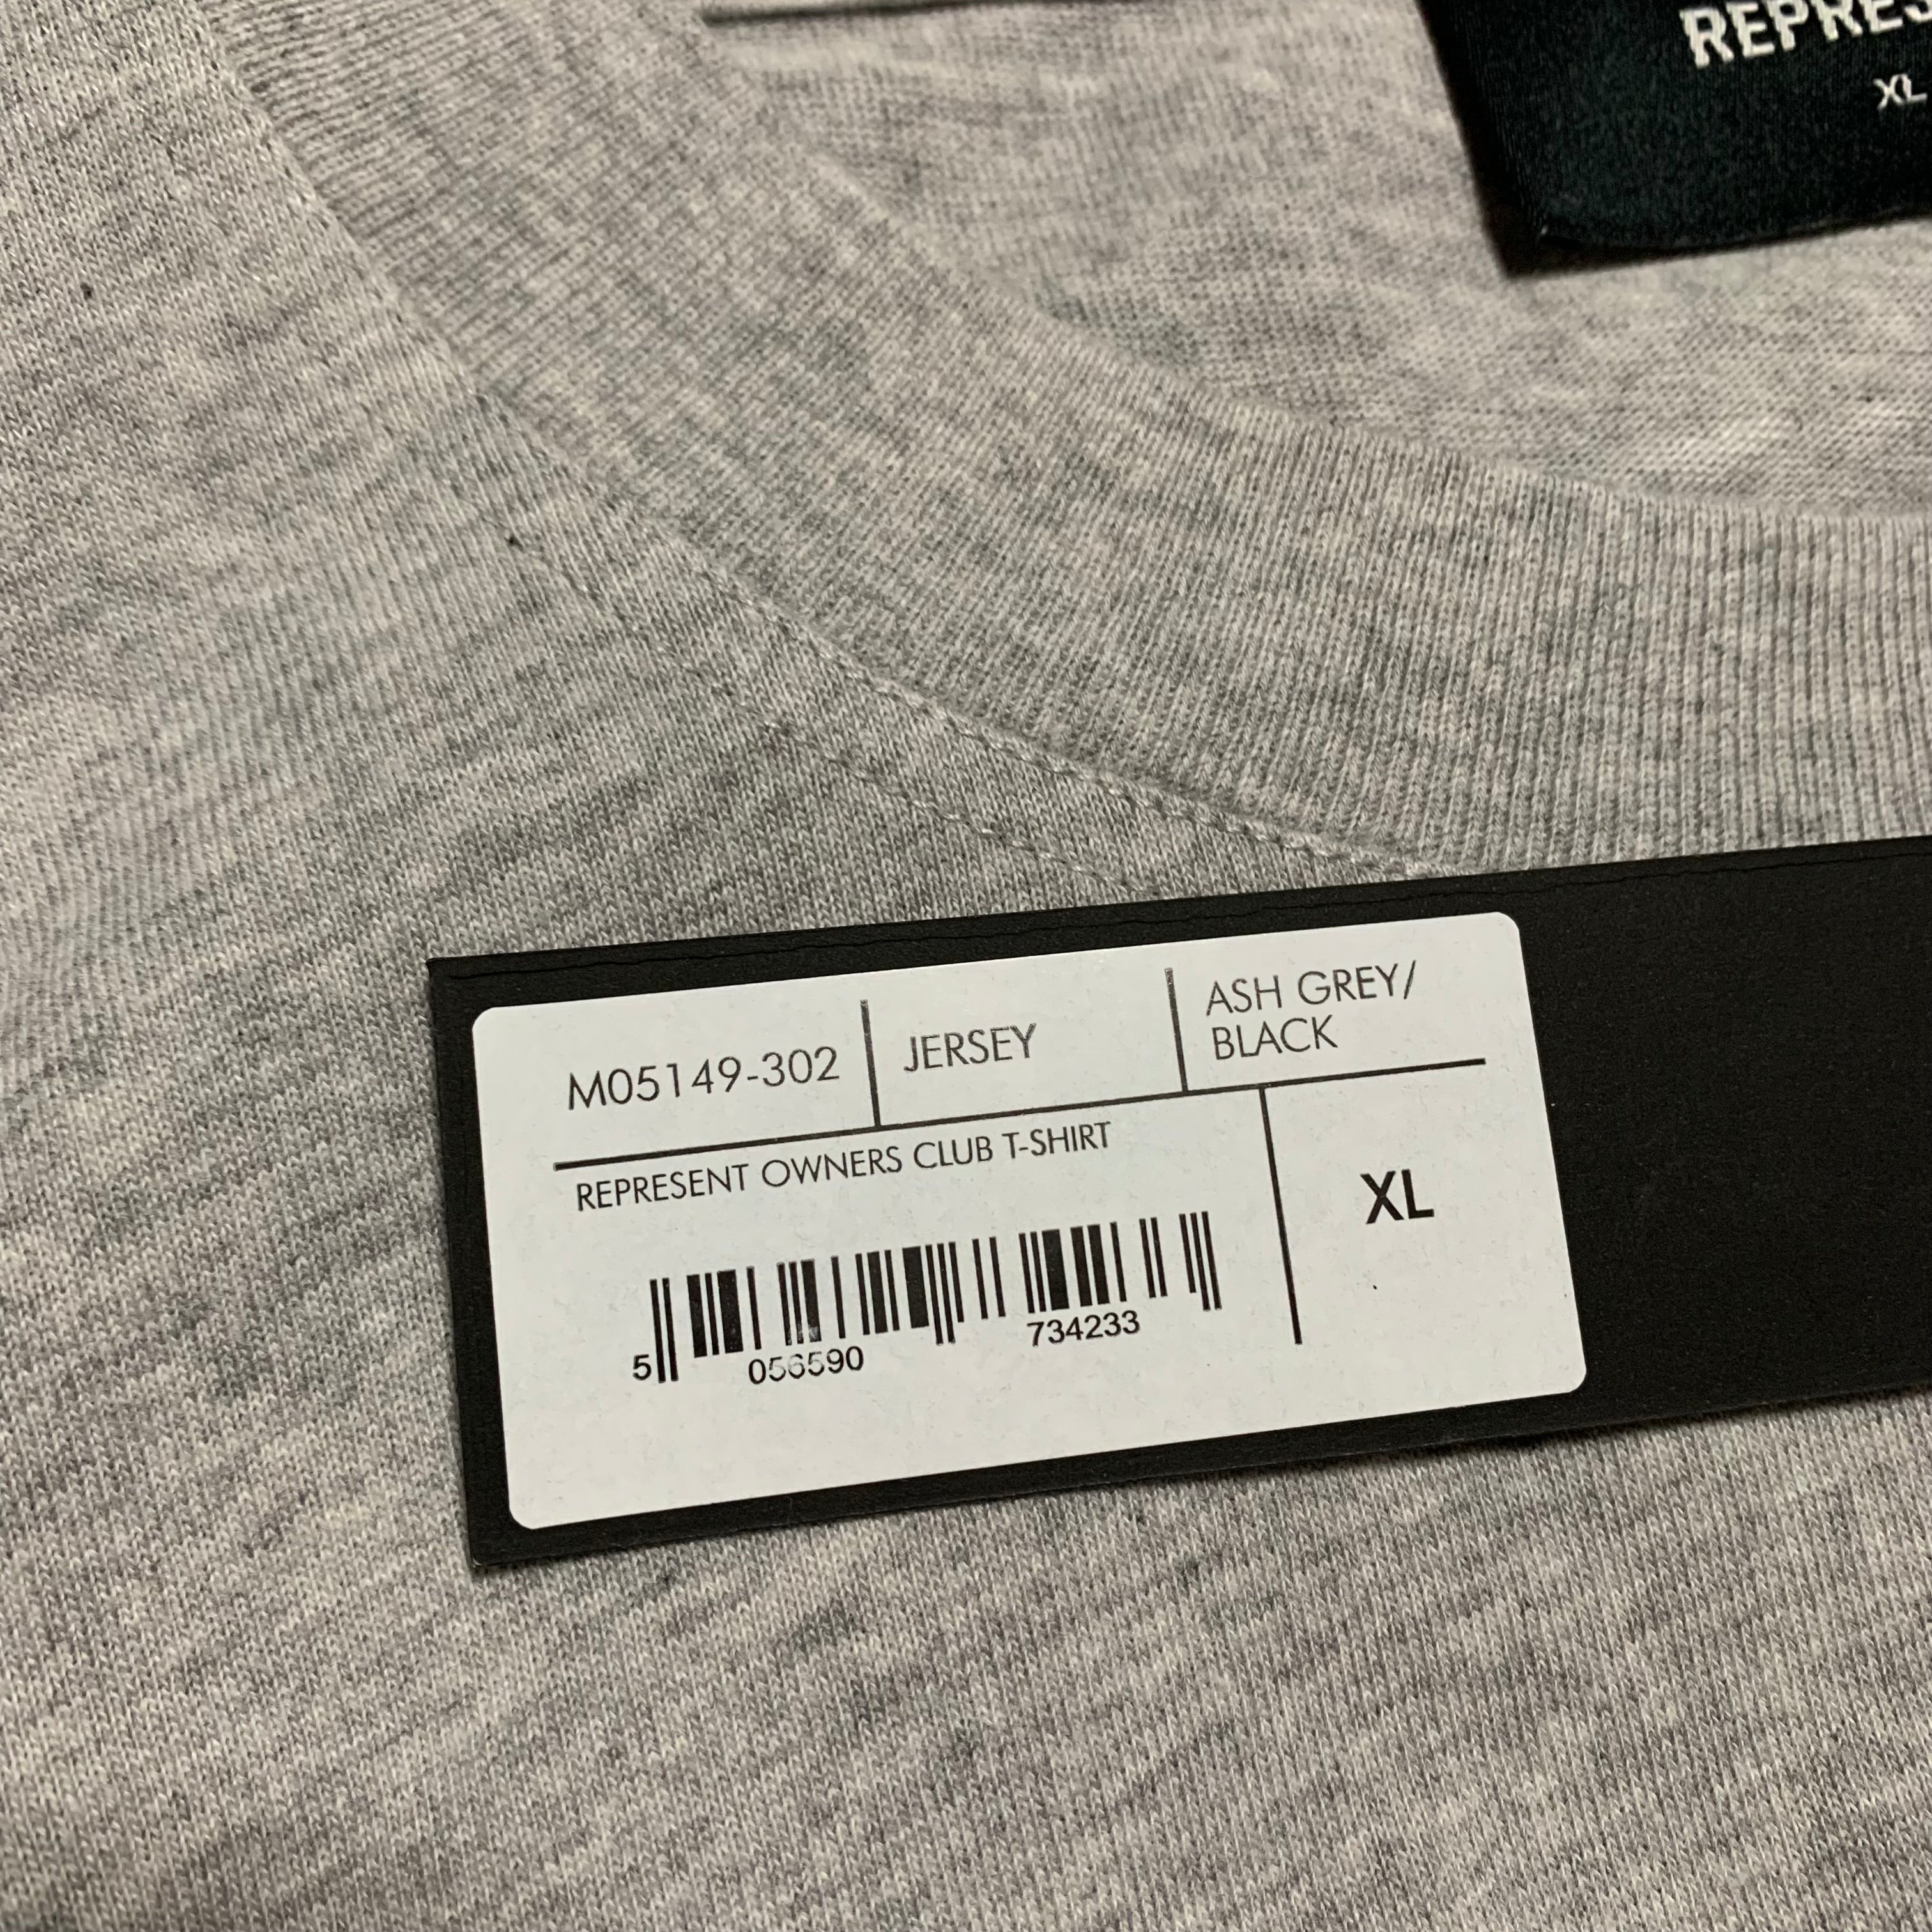 REPRES
XL
M05149-302
JERSEY
ASH GREY/
BLACK
REPRESENT OWNERS CLUB T-SHIRT
XL
5 056590 734233